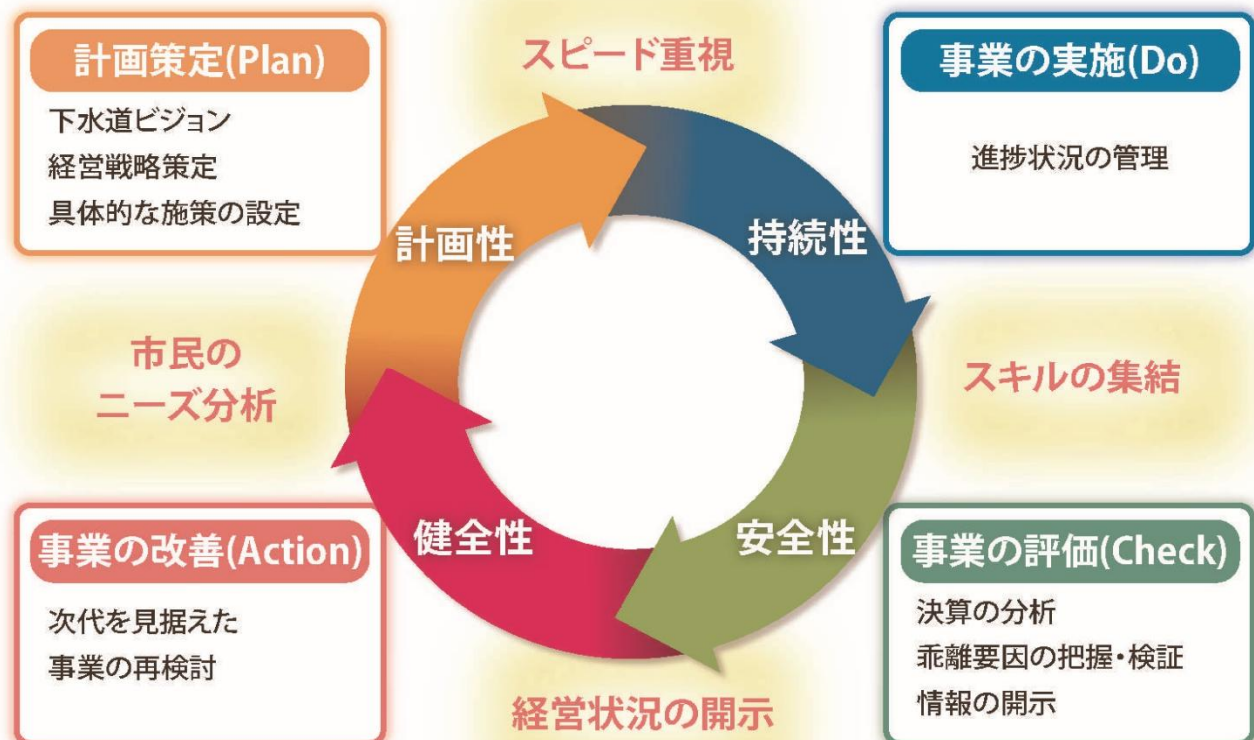 計画策定(Plan)
下水道ビジョン
経営戦略策定
具体的な施策の設定
スピード重視
事業の実施(Do)
進捗状況の管理
計画性
持続性
市民の
ニーズ分析
スキルの集結
健全性
安全性
事業の改善(Action)
次代を見据えた
事業の再検討
経営状況の開示
事業の評価(Check)
決算の分析
乖離要因の把握・検証
情報の開示